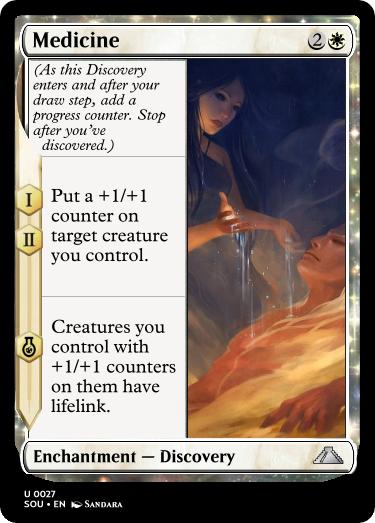 Medicine 2
(As this Discovery
enters and after your
draw step, add a
progress counter. Stop
after you've
discovered.)
I
II
Put a +1/+1
counter on
target creature
you control.
Creatures you
control with
+1/+1 counters
on them have
lifelink.
Enchantment — Discovery
U 0027
SOU • EN SANDARA